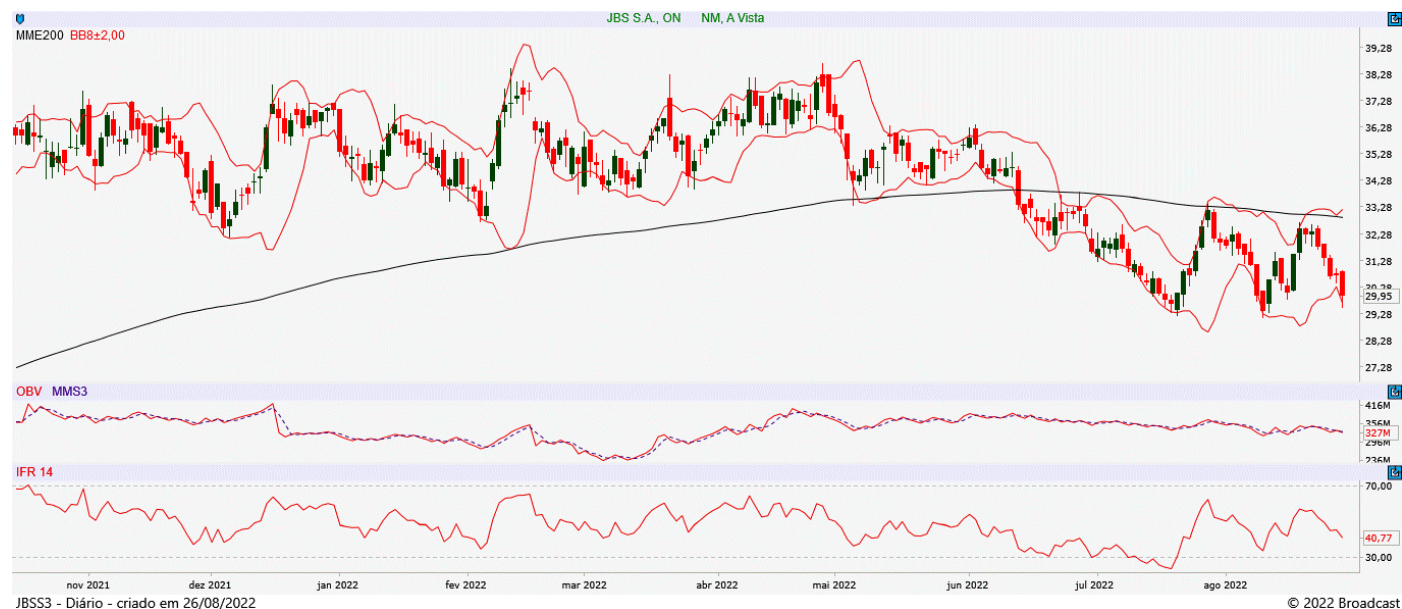 JBS S.A., ON NM, A Vista
MME200 BB8±2,00
39,28
38,28
37,28
36,28
35,28
34,28
33,28
32,28
31,28
30,28
29,95
29,28
28,28
27,28
OBV MMS3
416M
356M
327M
296M
236M
IFR 14
70,00
40,77
30,00
nov 2021 dez 2021 jan 2022 fev 2022 mar 2022 abr 2022 mai 2022 jun 2022 jul 2022 ago 2022
JBSS3 - Diário - criado em 26/08/2022 © 2022 Broadcast